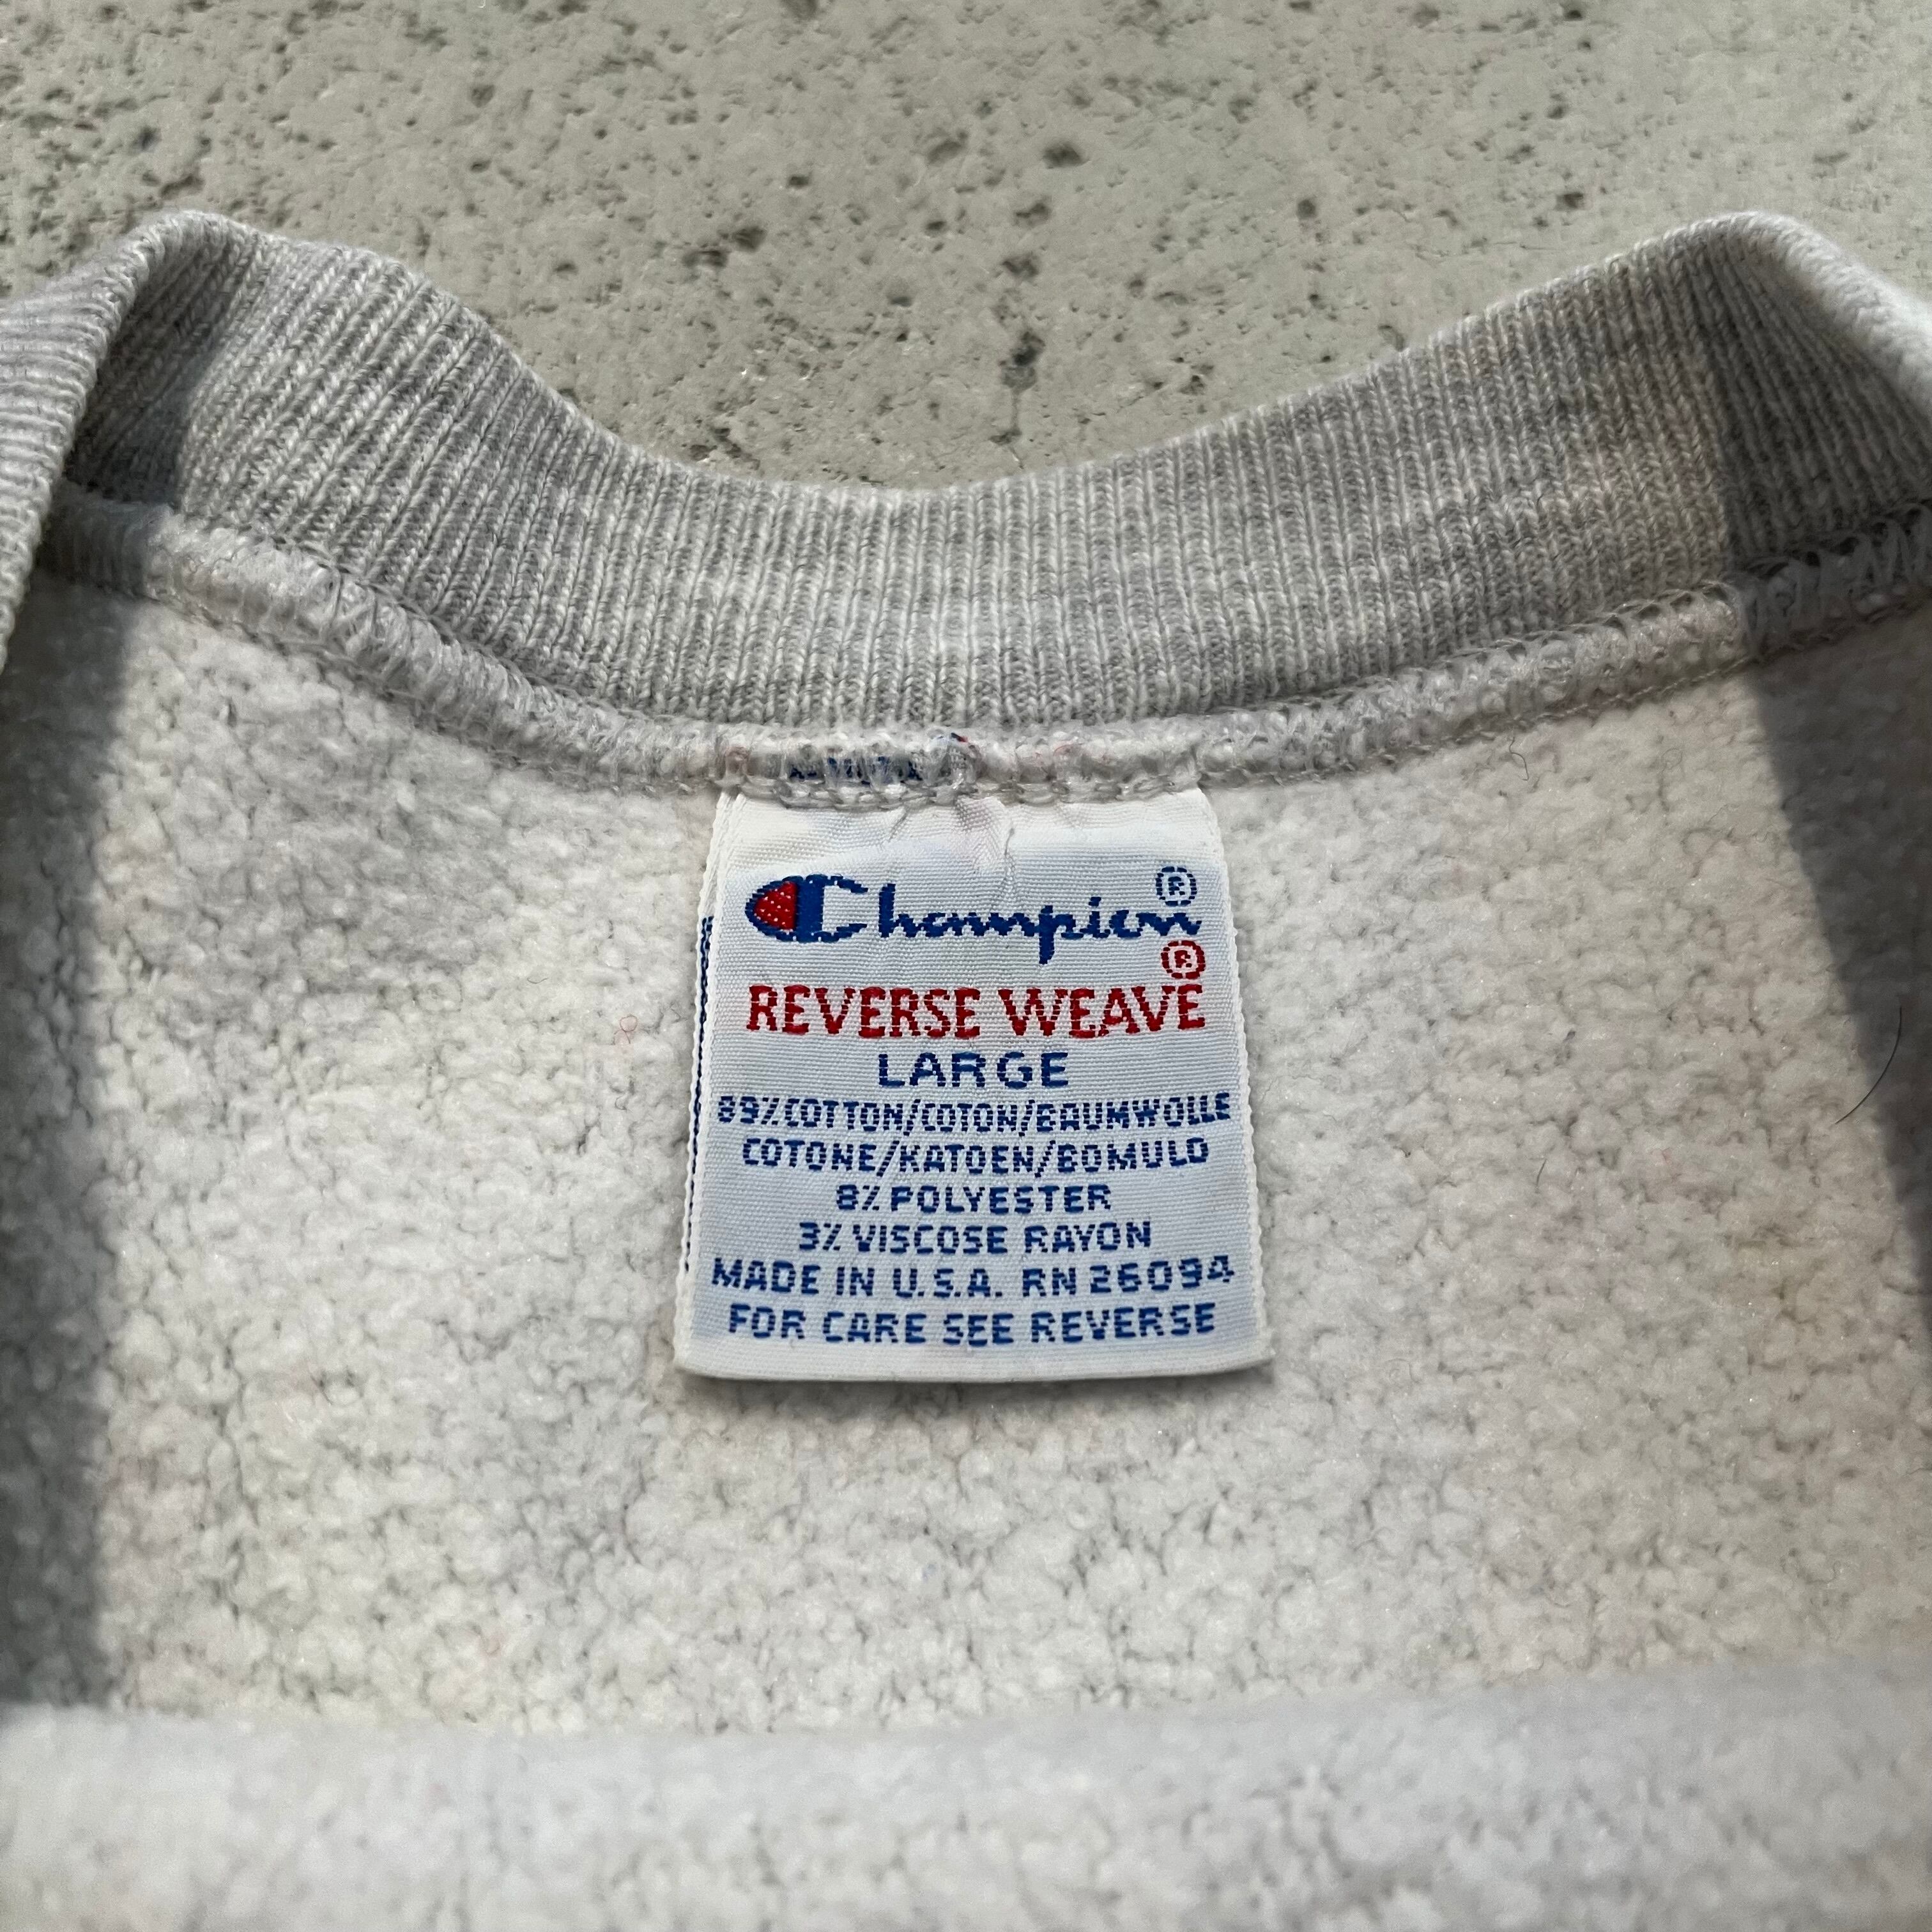 Champion®
®
REVERSE WEAVE
LARGE
89% COTTON/COTON/BAUMWOLLE
COTONE/KATOEN/BOMULD
8% POLYESTER
3% VISCOSE RAYON
MADE IN U.S.A. RN 26094
FOR CARE SEE REVERSE